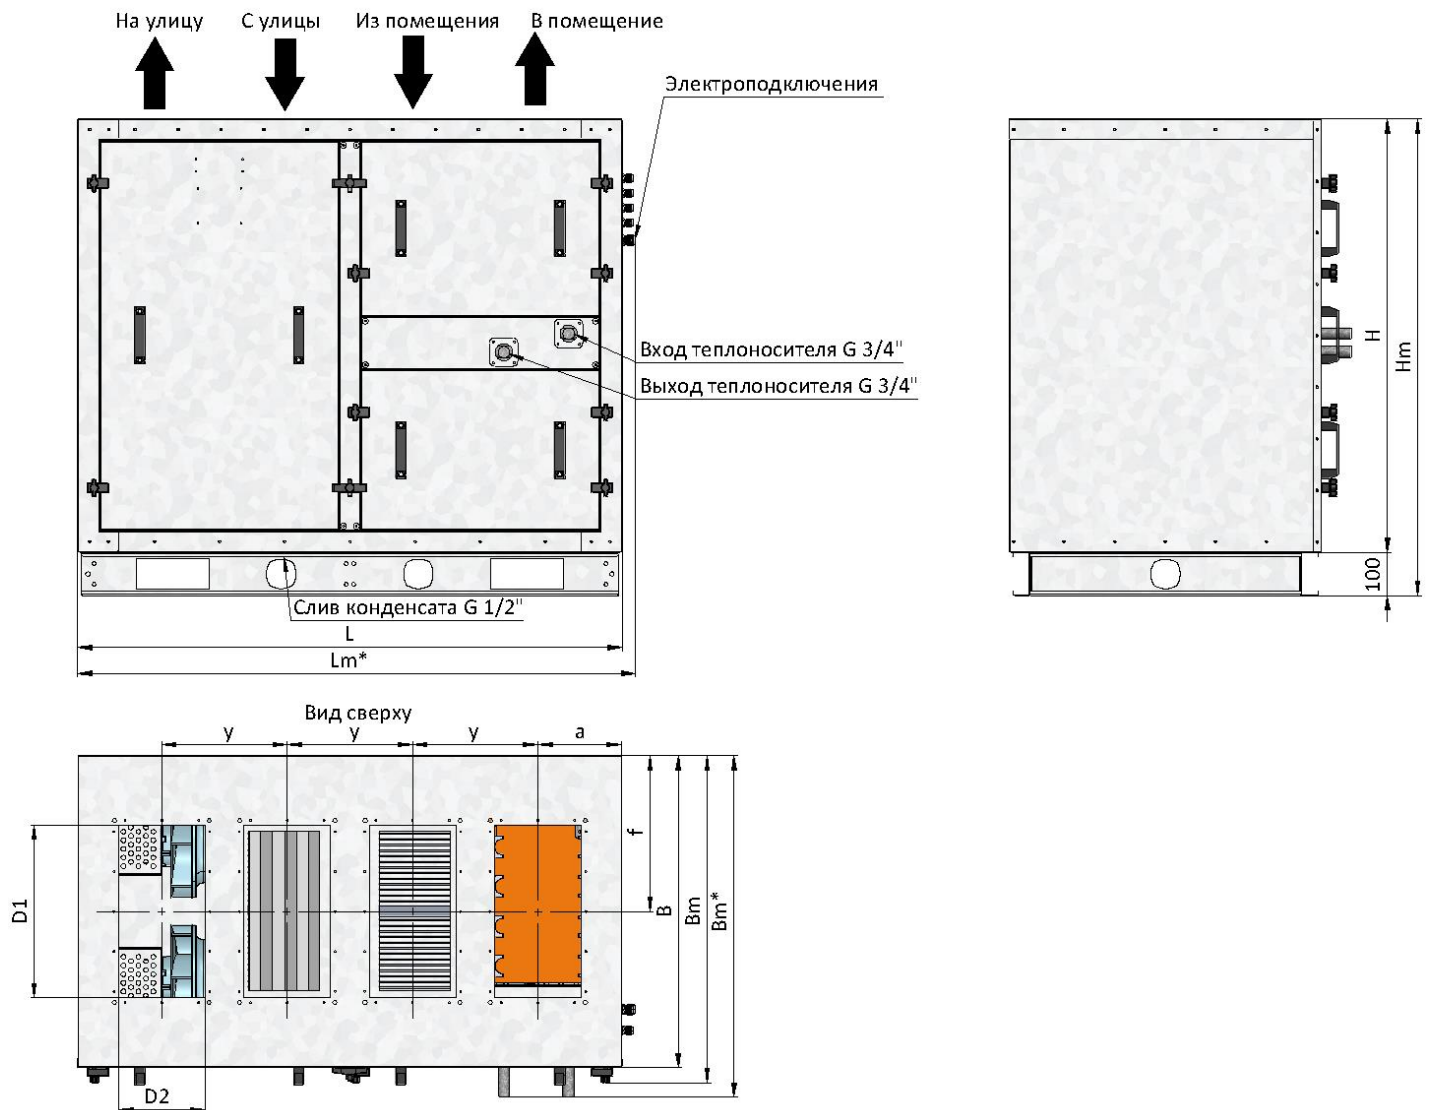 На улицу С улицы Из помещения В помещение
Электроподключения
Вход теплоносителя G 3/4"
Выход теплоносителя G 3/4"
H
Hm
100
Слив конденсата G 1/2"
L
Lm*
Вид сверху
y y y a
f
D1
B
Bm
Bm*
D2